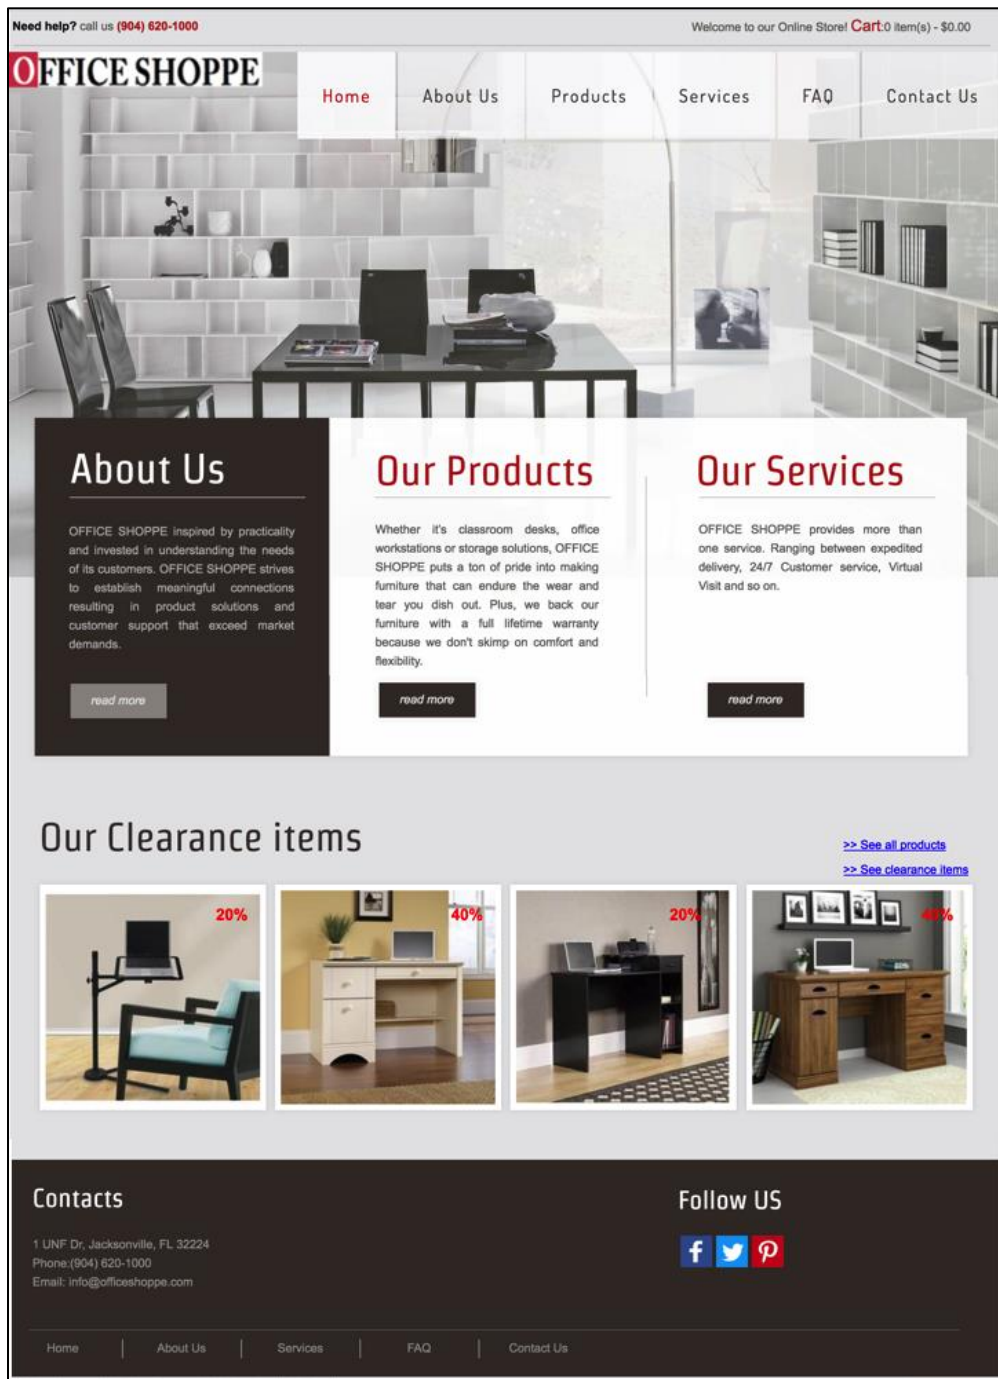 Need help? call us (904) 620-1000
Welcome to our Online Store! Cart:0 item(s) - $0.00
OFFICE SHOPPE
Home About Us Products Services FAQ Contact Us
About Us
OFFICE SHOPPE inspired by practicality
and invested in understanding the needs
of its customers. OFFICE SHOPPE strives
to establish meaningful connections
resulting in product solutions and
customer support that exceed market
demands.
read more
Our Products
Whether it's classroom desks, office
workstations or storage solutions, OFFICE
SHOPPE puts a ton of pride into making
furniture that can endure the wear and
tear you dish out. Plus, we back our
furniture with a full lifetime warranty
because we don't skimp on comfort and
flexibility.
read more
Our Services
OFFICE SHOPPE provides more than
one service. Ranging between expedited
delivery, 24/7 Customer service, Virtual
Visit and so on.
read more
Our Clearance items
>> See all products
>> See clearance items
20%
40%
20%
Contacts
1 UNF Dr, Jacksonville, FL 32224
Phone:(904) 620-1000
Email: info@officeshoppe.com
Follow US
Home About Us Services FAQ Contact Us